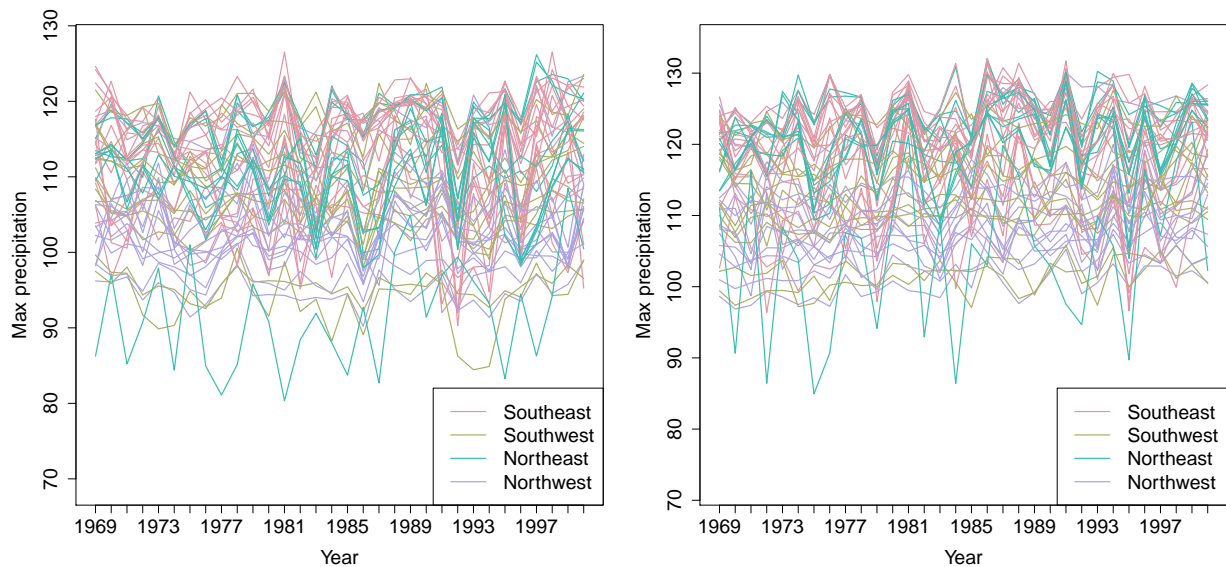 130
120
110
100
90
80
70
Max precipitation
1969 1973 1977 1981 1985 1989 1993 1997
Year
Southeast
Southwest
Northeast
Northwest
130
120
110
100
90
80
70
Max precipitation
1969 1973 1977 1981 1985 1989 1993 1997
Year
Southeast
Southwest
Northeast
Northwest